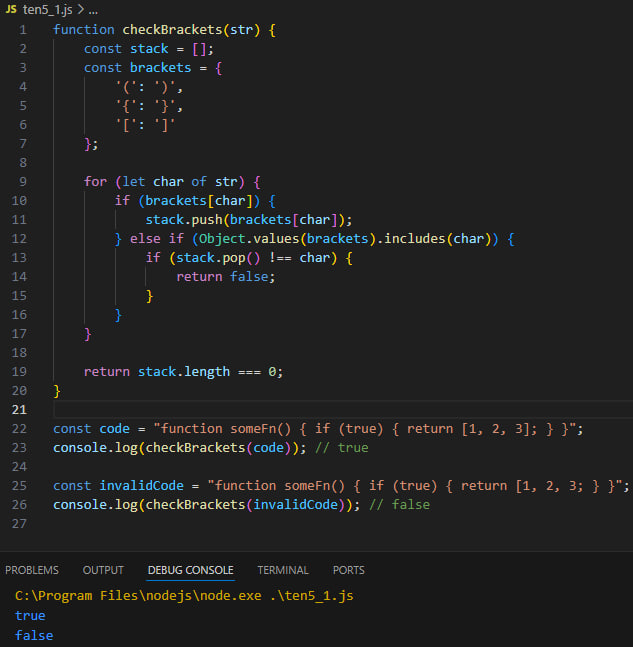 JS ten5_1.js > ...
1 function checkBrackets(str) {
2     const stack = [];
3     const brackets = {
4         '(': ')',
5         '{': '}',
6         '[': ']'
7     };
8
9     for (let char of str) {
10         if (brackets[char]) {
11             stack.push(brackets[char]);
12         } else if (Object.values(brackets).includes(char)) {
13             if (stack.pop() !== char) {
14                 return false;
15             }
16         }
17     }
18
19     return stack.length === 0;
20 }
21
22 const code = "function someFn() { if (true) { return [1, 2, 3]; } }";
23 console.log(checkBrackets(code)); // true
24
25 const invalidCode = "function someFn() { if (true) { return [1, 2, 3; } }";
26 console.log(checkBrackets(invalidCode)); // false
27
PROBLEMS OUTPUT DEBUG CONSOLE TERMINAL PORTS
C:\Program Files\nodejs\node.exe .\ten5_1.js
true
false